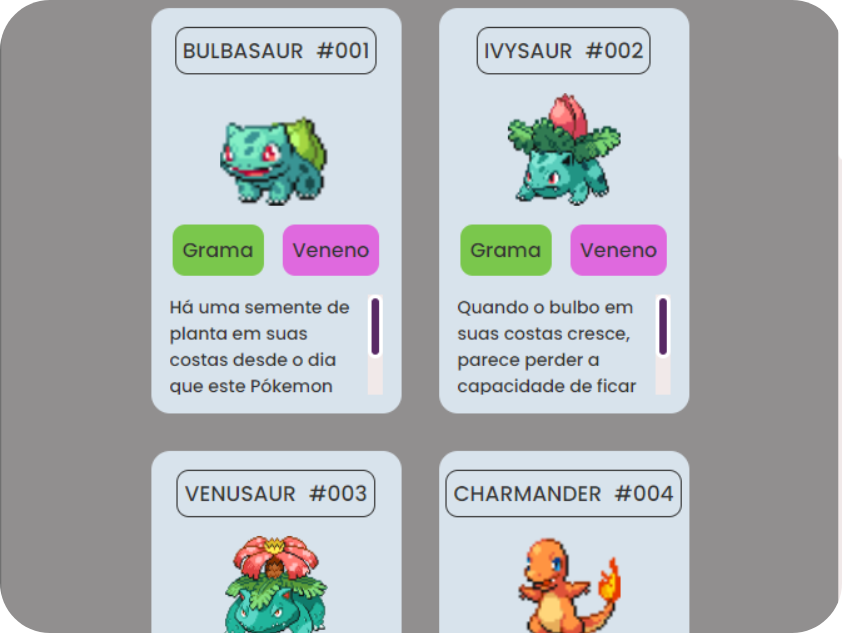 BULBASAUR #001
Grama Veneno
Há uma semente de
planta em suas
costas desde o dia
que este Pókemon
IVYSAUR #002
Grama Veneno
Quando o bulbo em
suas costas cresce,
parece perder a
capacidade de ficar
VENUSAUR #003
CHARMANDER #004